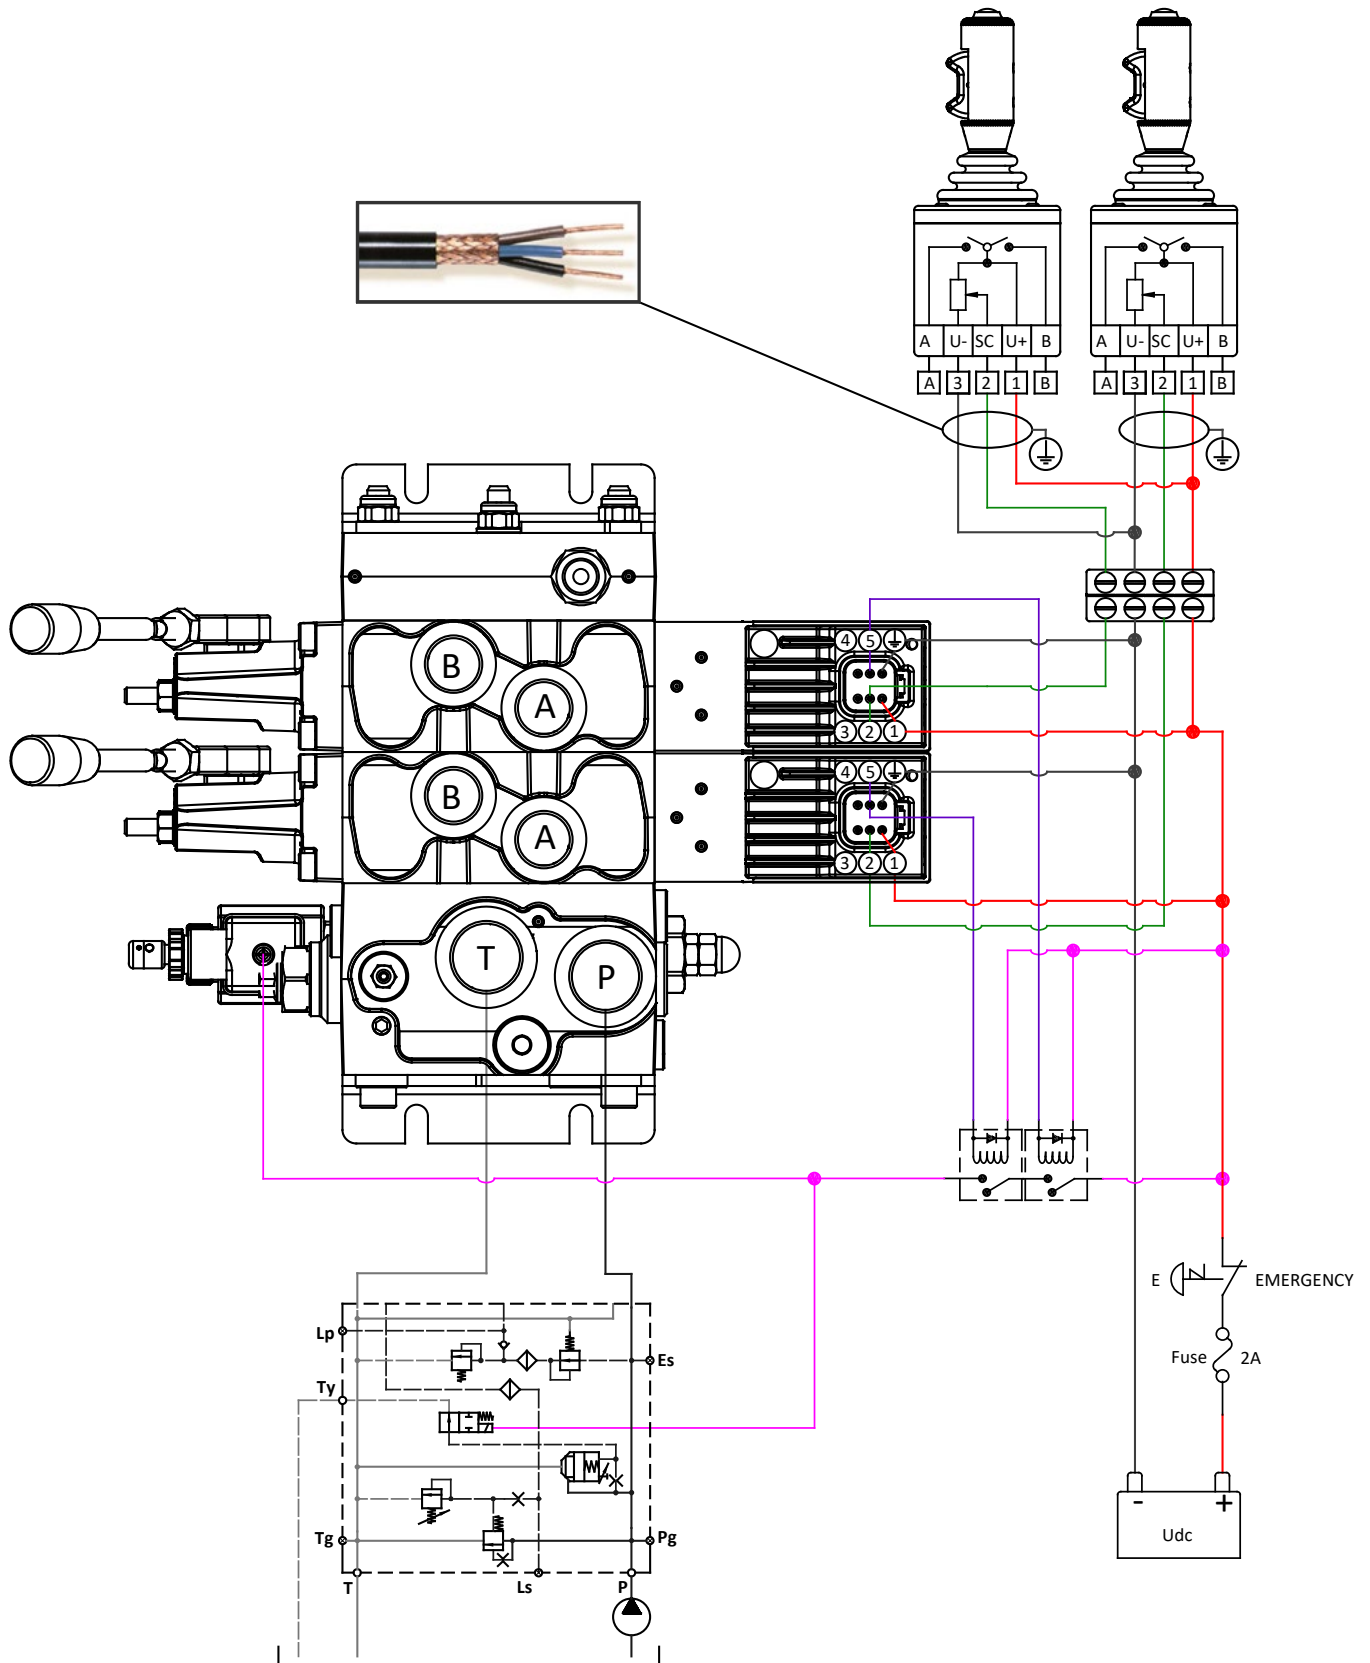 A U- SC U+ B A U- SC U+ B
A 3 2 1 B A 3 2 1 B
4 5
B
A
3 2 1
4 5
B
A
3 2 1
T P
E EMERGENCY
Fuse 2A
Lp
Es
Ty
- +
Udc
Tg Pg
T Ls P